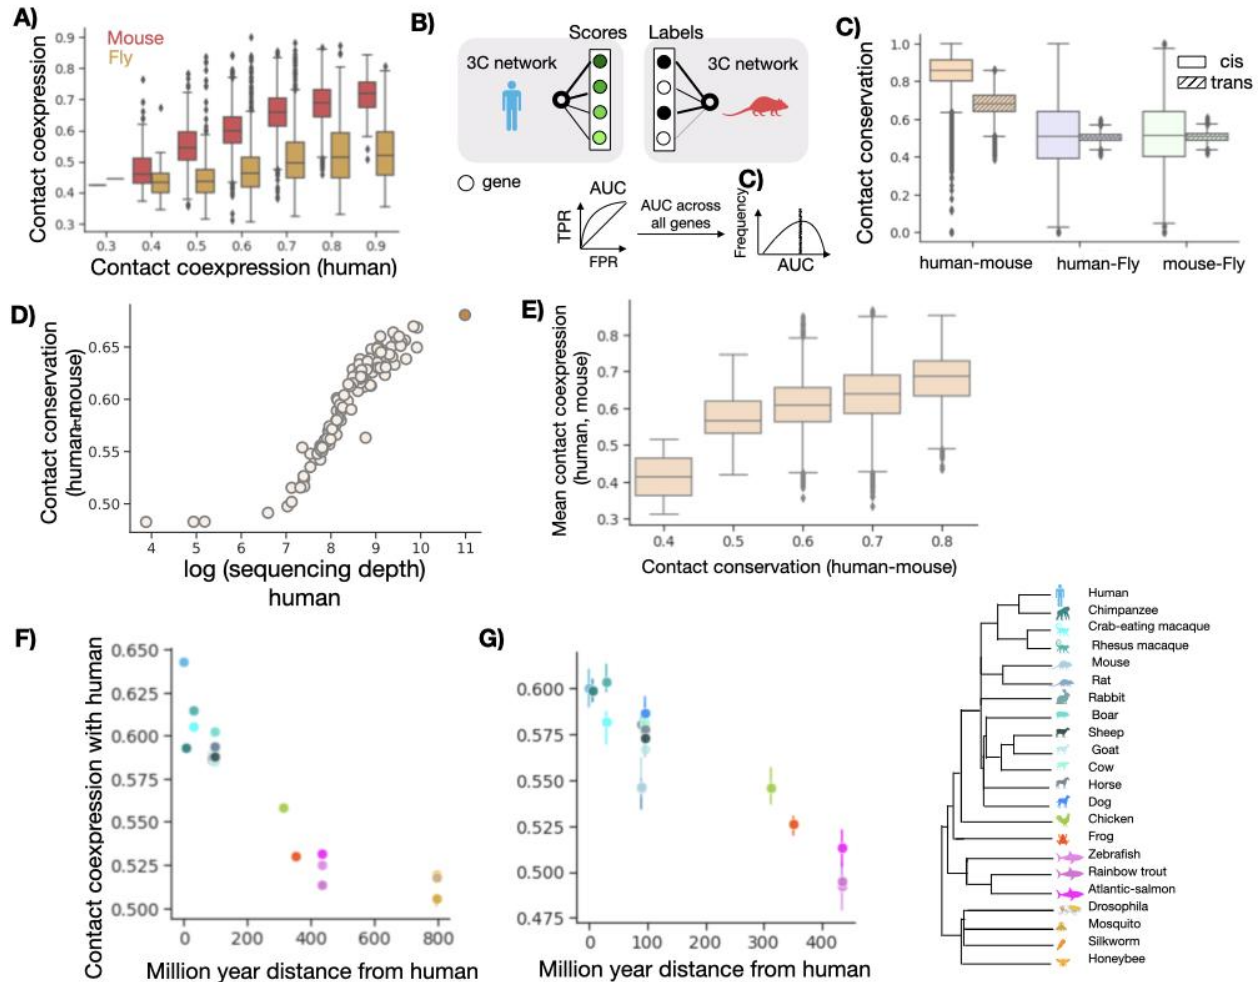 A)
Mouse
Fly
Contact coexpression
0.9
0.7
0.6
0.5
0.4
0.3
0.3 0.4 0.5 0.6 0.7 0.8 0.9
Contact coexpression (human)
B)
Scores
Labels
3C network
3C network
gene
AUC
TPR
FPR
AUC across
all genes
C)
Frequency
AUC
C)
cis
trans
Contact conservation
1.0
0.8
0.6
0.4
0.2
0.0
human-mouse human-Fly mouse-Fly
D)
Contact conservation
(human-mouse)
0.65
0.60
0.55
0.50
4 5 6 7 8 9 10 11
log (sequencing depth)
human
E)
Mean contact coexpression
(human, mouse)
0.8
0.7
0.6
0.5
0.4
0.3
0.4 0.5 0.6 0.7 0.8
Contact conservation (human-mouse)
F)
Contact coexpression with human
0.650
0.625
0.600
0.575
0.550
0.525
0.500
0 200 400 600 800
Million year distance from human
G)
0.600
0.575
0.550
0.525
0.500
0.475
0 100 200 300 400
Million year distance from human
Human
Chimpanzee
Crab-eating macaque
Rhesus macaque
Mouse
Rat
Rabbit
Boar
Sheep
Goat
Cow
Horse
Dog
Chicken
Frog
Zebrafish
Rainbow trout
Atlantic-salmon
Drosophila
Mosquito
Silkworm
Honeybee